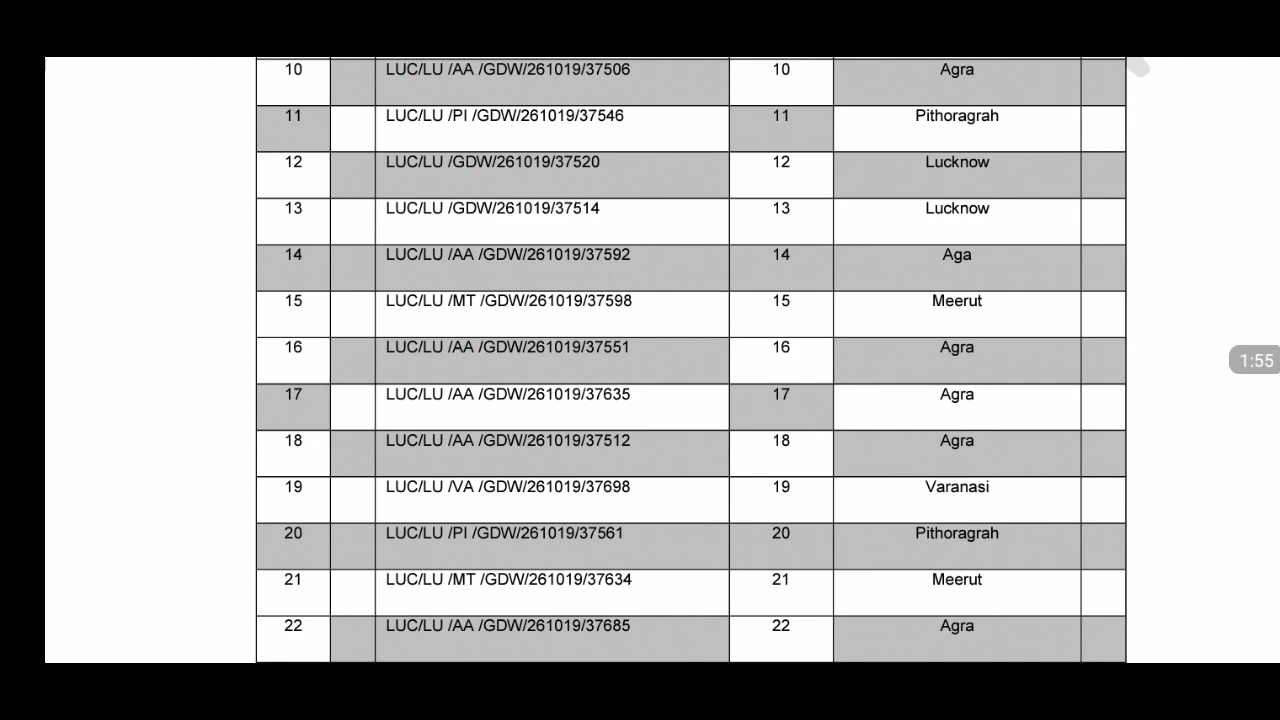 10 LUC/LU /AA /GDW/261019/37506 10 Agra
11 LUC/LU /PI /GDW/261019/37546 11 Pithoragrah
12 LUC/LU /GDW/261019/37520 12 Lucknow
13 LUC/LU /GDW/261019/37514 13 Lucknow
14 LUC/LU /AA /GDW/261019/37592 14 Aga
15 LUC/LU /MT /GDW/261019/37598 15 Meerut
16 LUC/LU /AA /GDW/261019/37551 16 Agra
17 LUC/LU /AA /GDW/261019/37635 17 Agra
18 LUC/LU /AA /GDW/261019/37512 18 Agra
19 LUC/LU /VA /GDW/261019/37698 19 Varanasi
20 LUC/LU /PI /GDW/261019/37561 20 Pithoragrah
21 LUC/LU /MT /GDW/261019/37634 21 Meerut
22 LUC/LU /AA /GDW/261019/37685 22 Agra
1:55